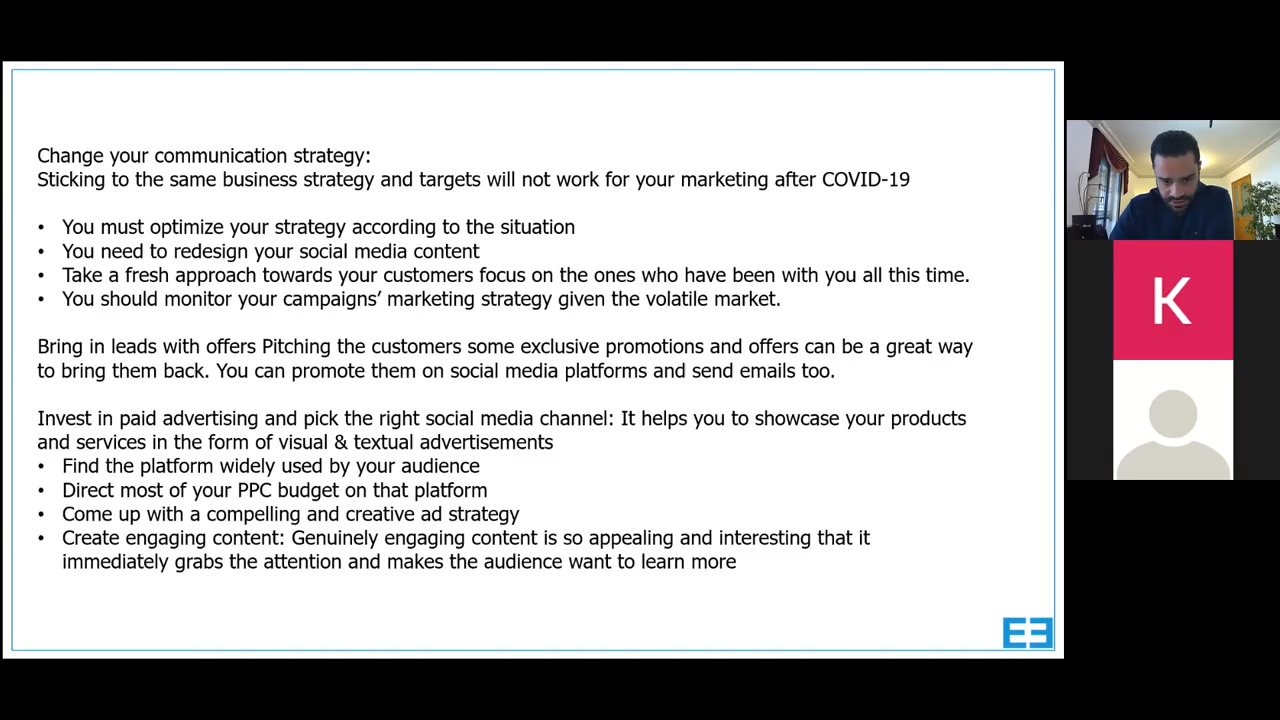 Change your communication strategy:
Sticking to the same business strategy and targets will not work for your marketing after COVID-19
• You must optimize your strategy according to the situation
• You need to redesign your social media content
• Take a fresh approach towards your customers focus on the ones who have been with you all this time.
• You should monitor your campaigns’ marketing strategy given the volatile market.
Bring in leads with offers Pitching the customers some exclusive promotions and offers can be a great way
to bring them back. You can promote them on social media platforms and send emails too.
Invest in paid advertising and pick the right social media channel: It helps you to showcase your products
and services in the form of visual & textual advertisements
• Find the platform widely used by your audience
• Direct most of your PPC budget on that platform
• Come up with a compelling and creative ad strategy
• Create engaging content: Genuinely engaging content is so appealing and interesting that it
immediately grabs the attention and makes the audience want to learn more
K